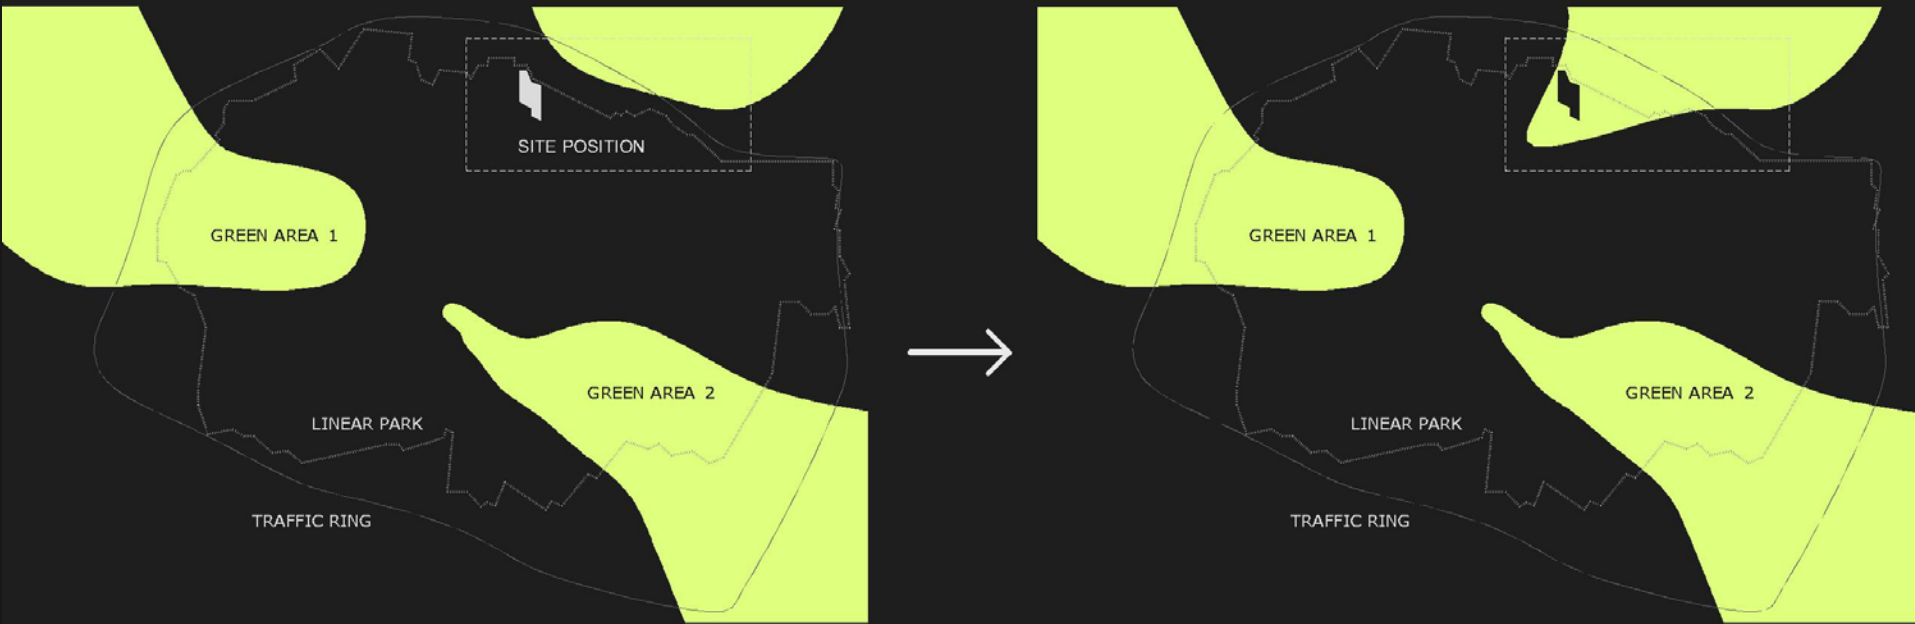 SITE POSITION
GREEN AREA 1
GREEN AREA 2
LINEAR PARK
TRAFFIC RING
GREEN AREA 1
GREEN AREA 2
LINEAR PARK
TRAFFIC RING